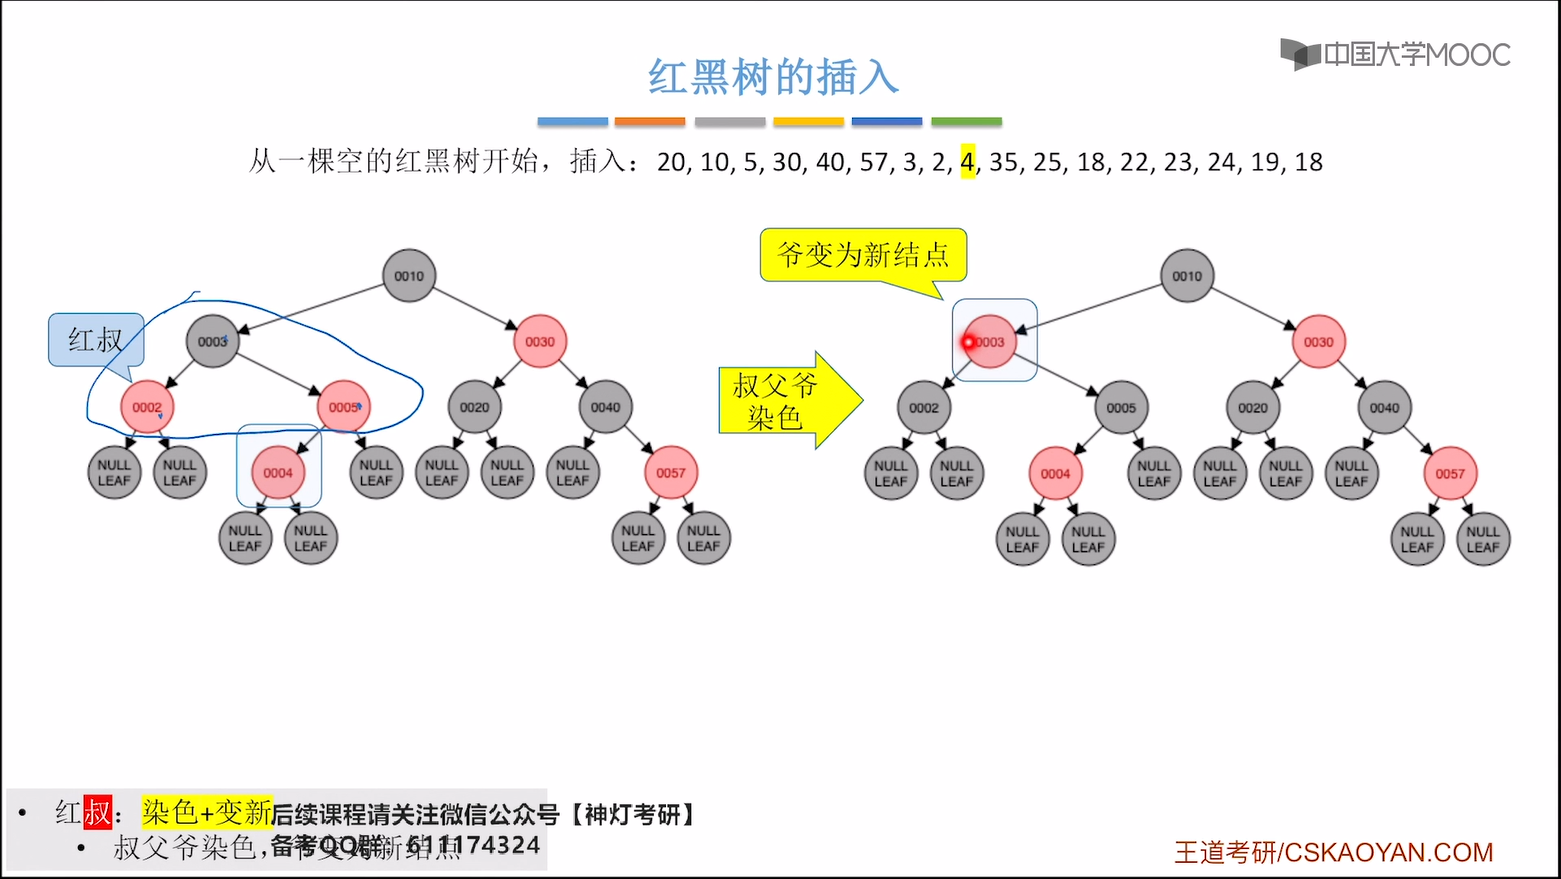 中国大学MOOC
红黑树的插入
从一棵空的红黑树开始，插入：20, 10, 5, 30, 40, 57, 3, 2, 4, 35, 25, 18, 22, 23, 24, 19, 18
爷变为新结点
红叔
叔父爷
染色
0010
0003
0030
0002
0005
0020
0040
NULL
LEAF
NULL
LEAF
0004
NULL
LEAF
NULL
LEAF
NULL
LEAF
NULL
LEAF
0057
NULL
LEAF
NULL
LEAF
NULL
LEAF
NULL
LEAF
0010
0003
0030
0002
0005
0020
0040
NULL
LEAF
NULL
LEAF
0004
NULL
LEAF
NULL
LEAF
NULL
LEAF
NULL
LEAF
0057
NULL
LEAF
NULL
LEAF
NULL
LEAF
NULL
LEAF
• 红叔：染色+变新
• 叔父爷染色，爷变为新结点
后续课程请关注微信公众号【神灯考研】
备考QQ群：611174324
王道考研/CSKAOYAN.COM